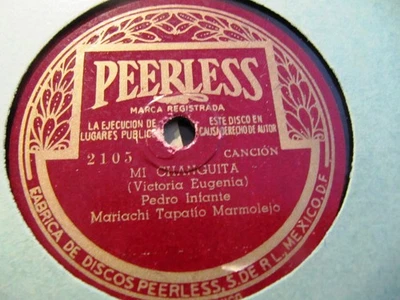 PEERLESS
MARCA REGISTRADA
LA EJECUCION DE ESTE DISCO EN
LUGARES PUBLICOS CAUSA DERECHO DE AUTOR
2105 CANCIÓN
MI CHANGUITA
(Victoria Eugenia)
Pedro Infante
Mariachi Tapatío Marmolejo
FABRICA DE DISCOS PEERLESS, S. DE R. L. MEXICO, D.F.